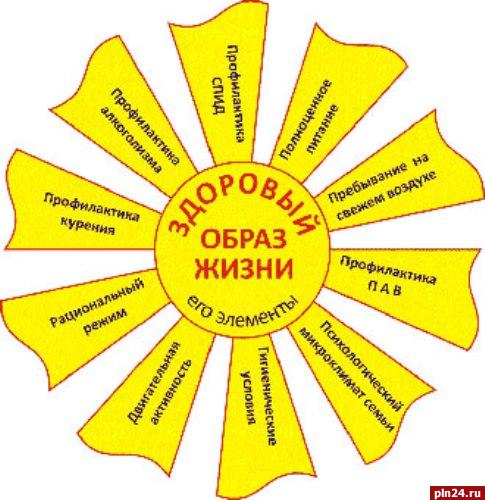 ЗДОРОВЫЙ
ОБРАЗ
ЖИЗНИ
его элементы
Профилактика
СПИД
Полноценное
питание
Пребывание на
свежем воздухе
Профилактика
П А В
Психологический
микроклимат семьи
Гигиенические
условия
Двигательная
активность
Рациональный
режим
Профилактика
курения
Профилактика
алкоголизма
pln24.ru